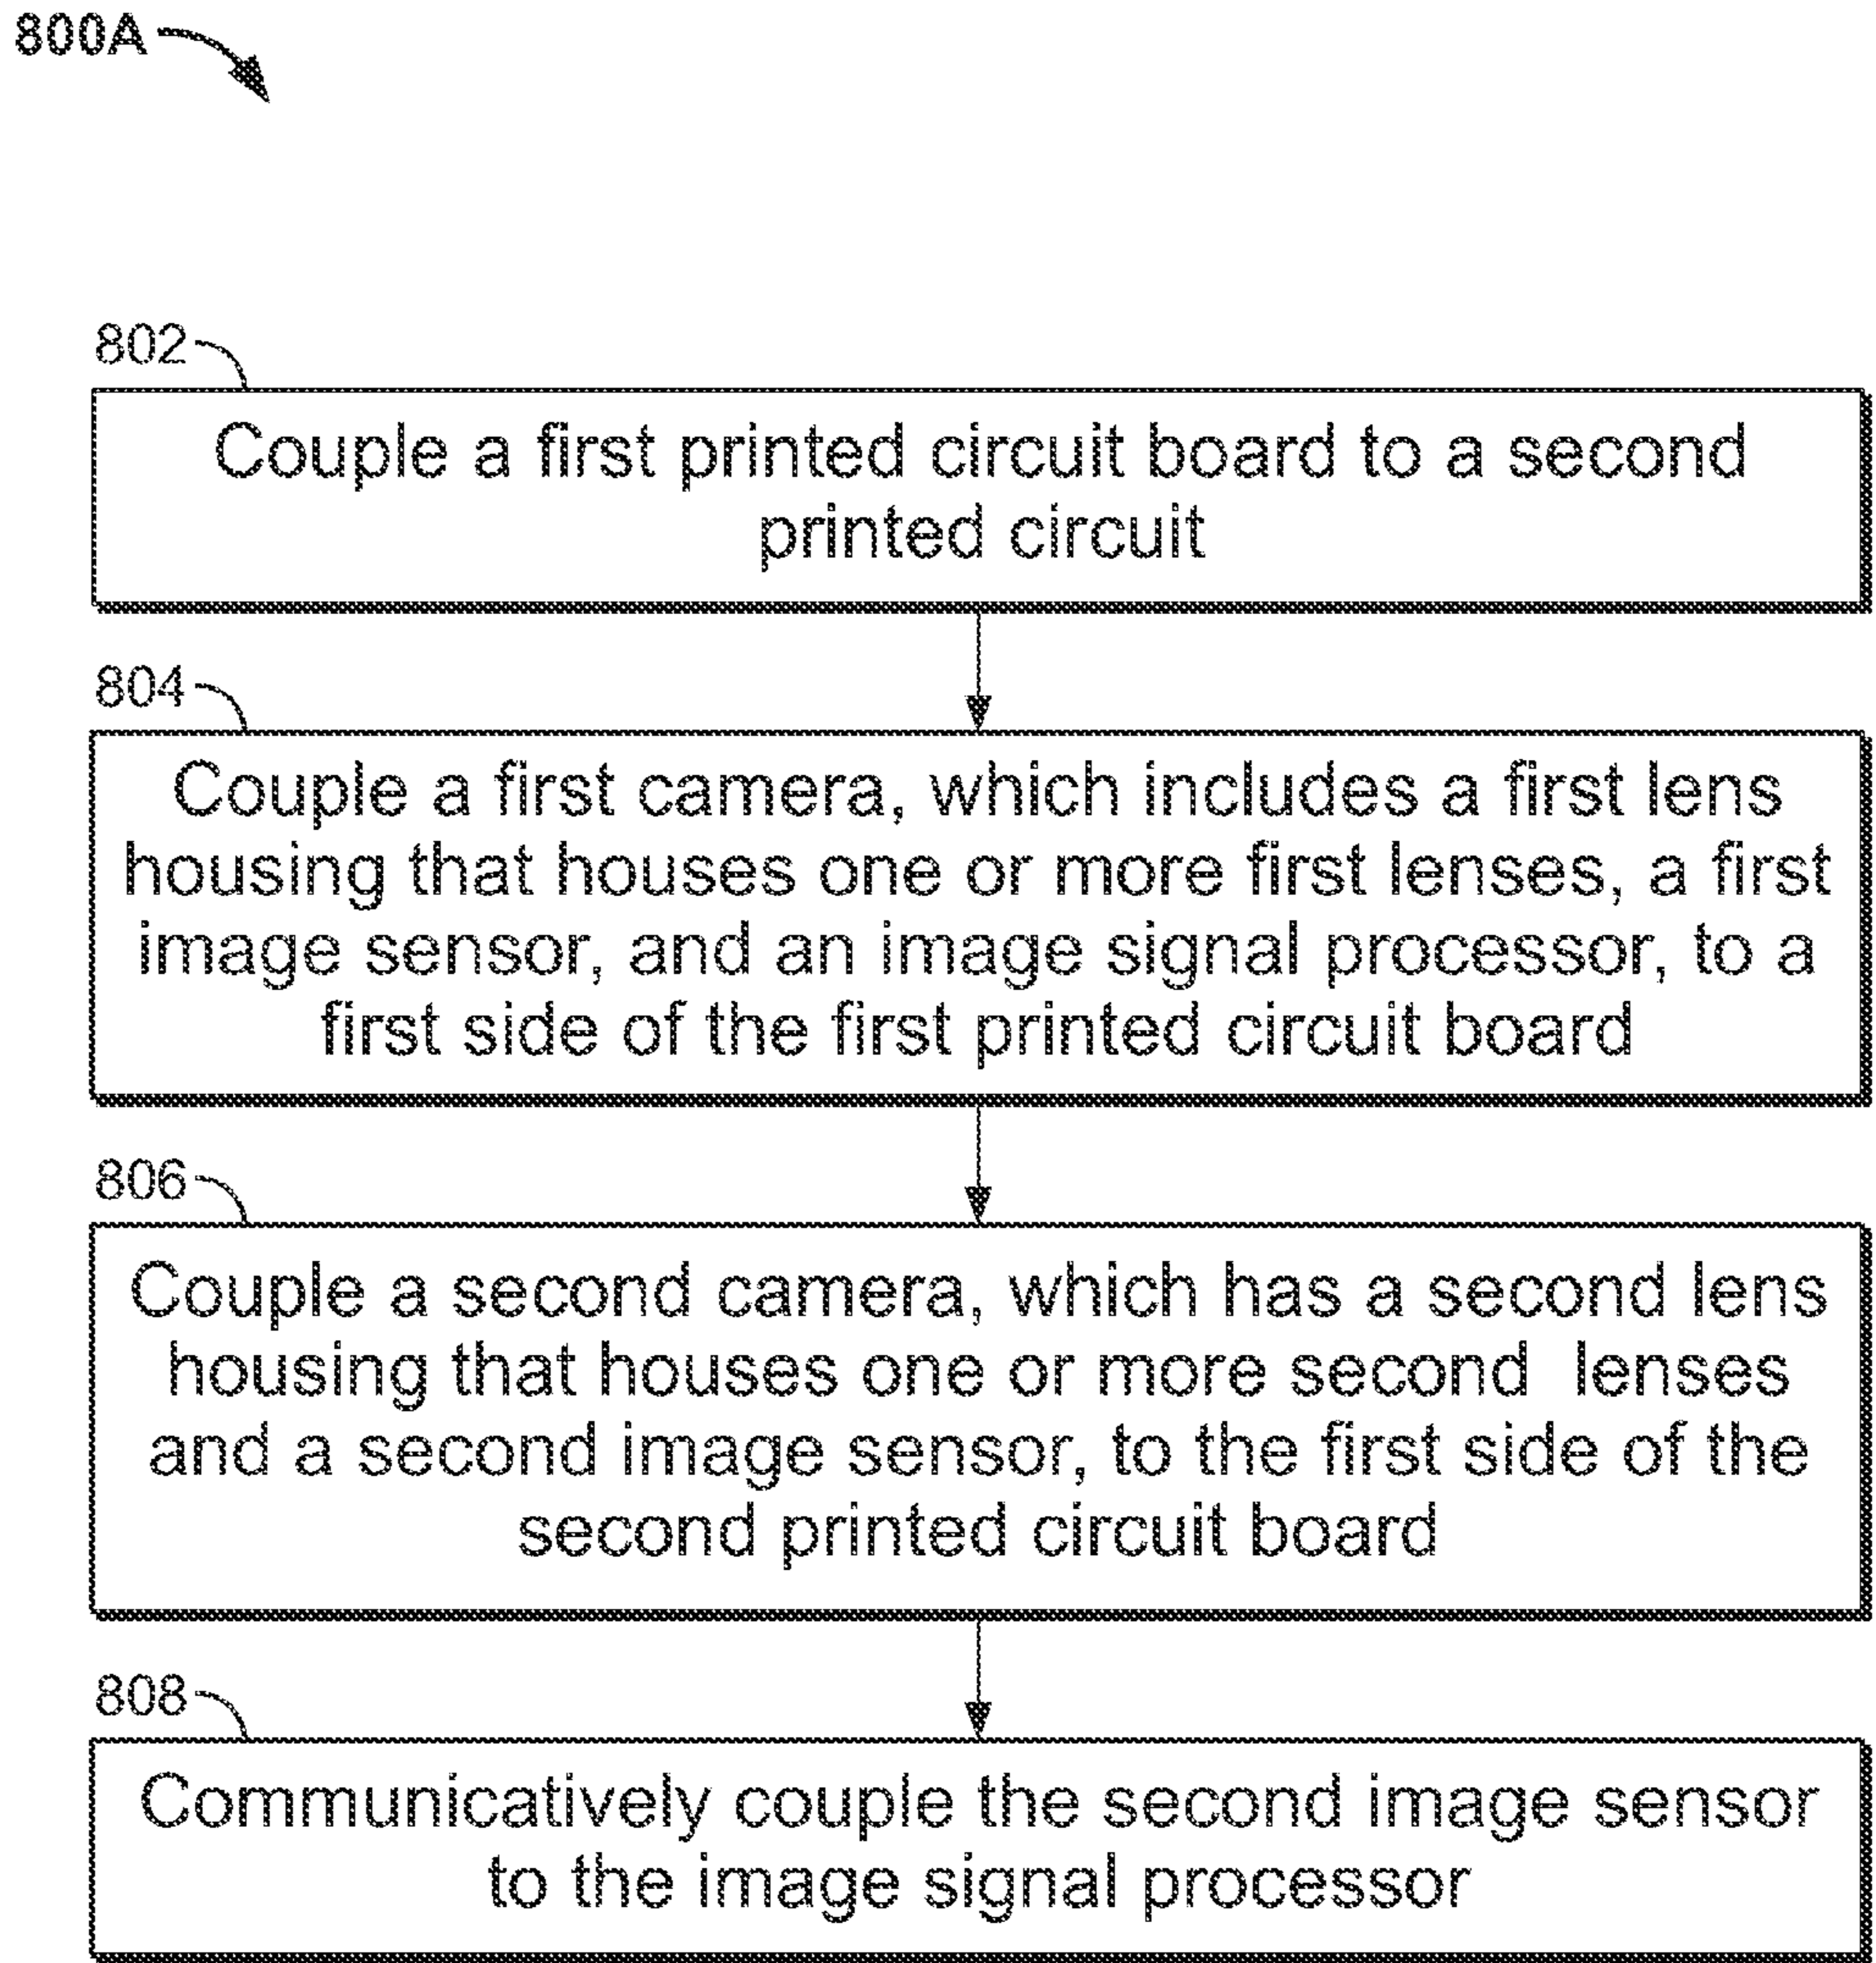 800A
802
Couple a first printed circuit board to a second
printed circuit
804
Couple a first camera, which includes a first lens
housing that houses one or more first lenses, a first
image sensor, and an image signal processor, to a
first side of the first printed circuit board
806
Couple a second camera, which has a second lens
housing that houses one or more second lenses
and a second image sensor, to the first side of the
second printed circuit board
808
Communicatively couple the second image sensor
to the image signal processor